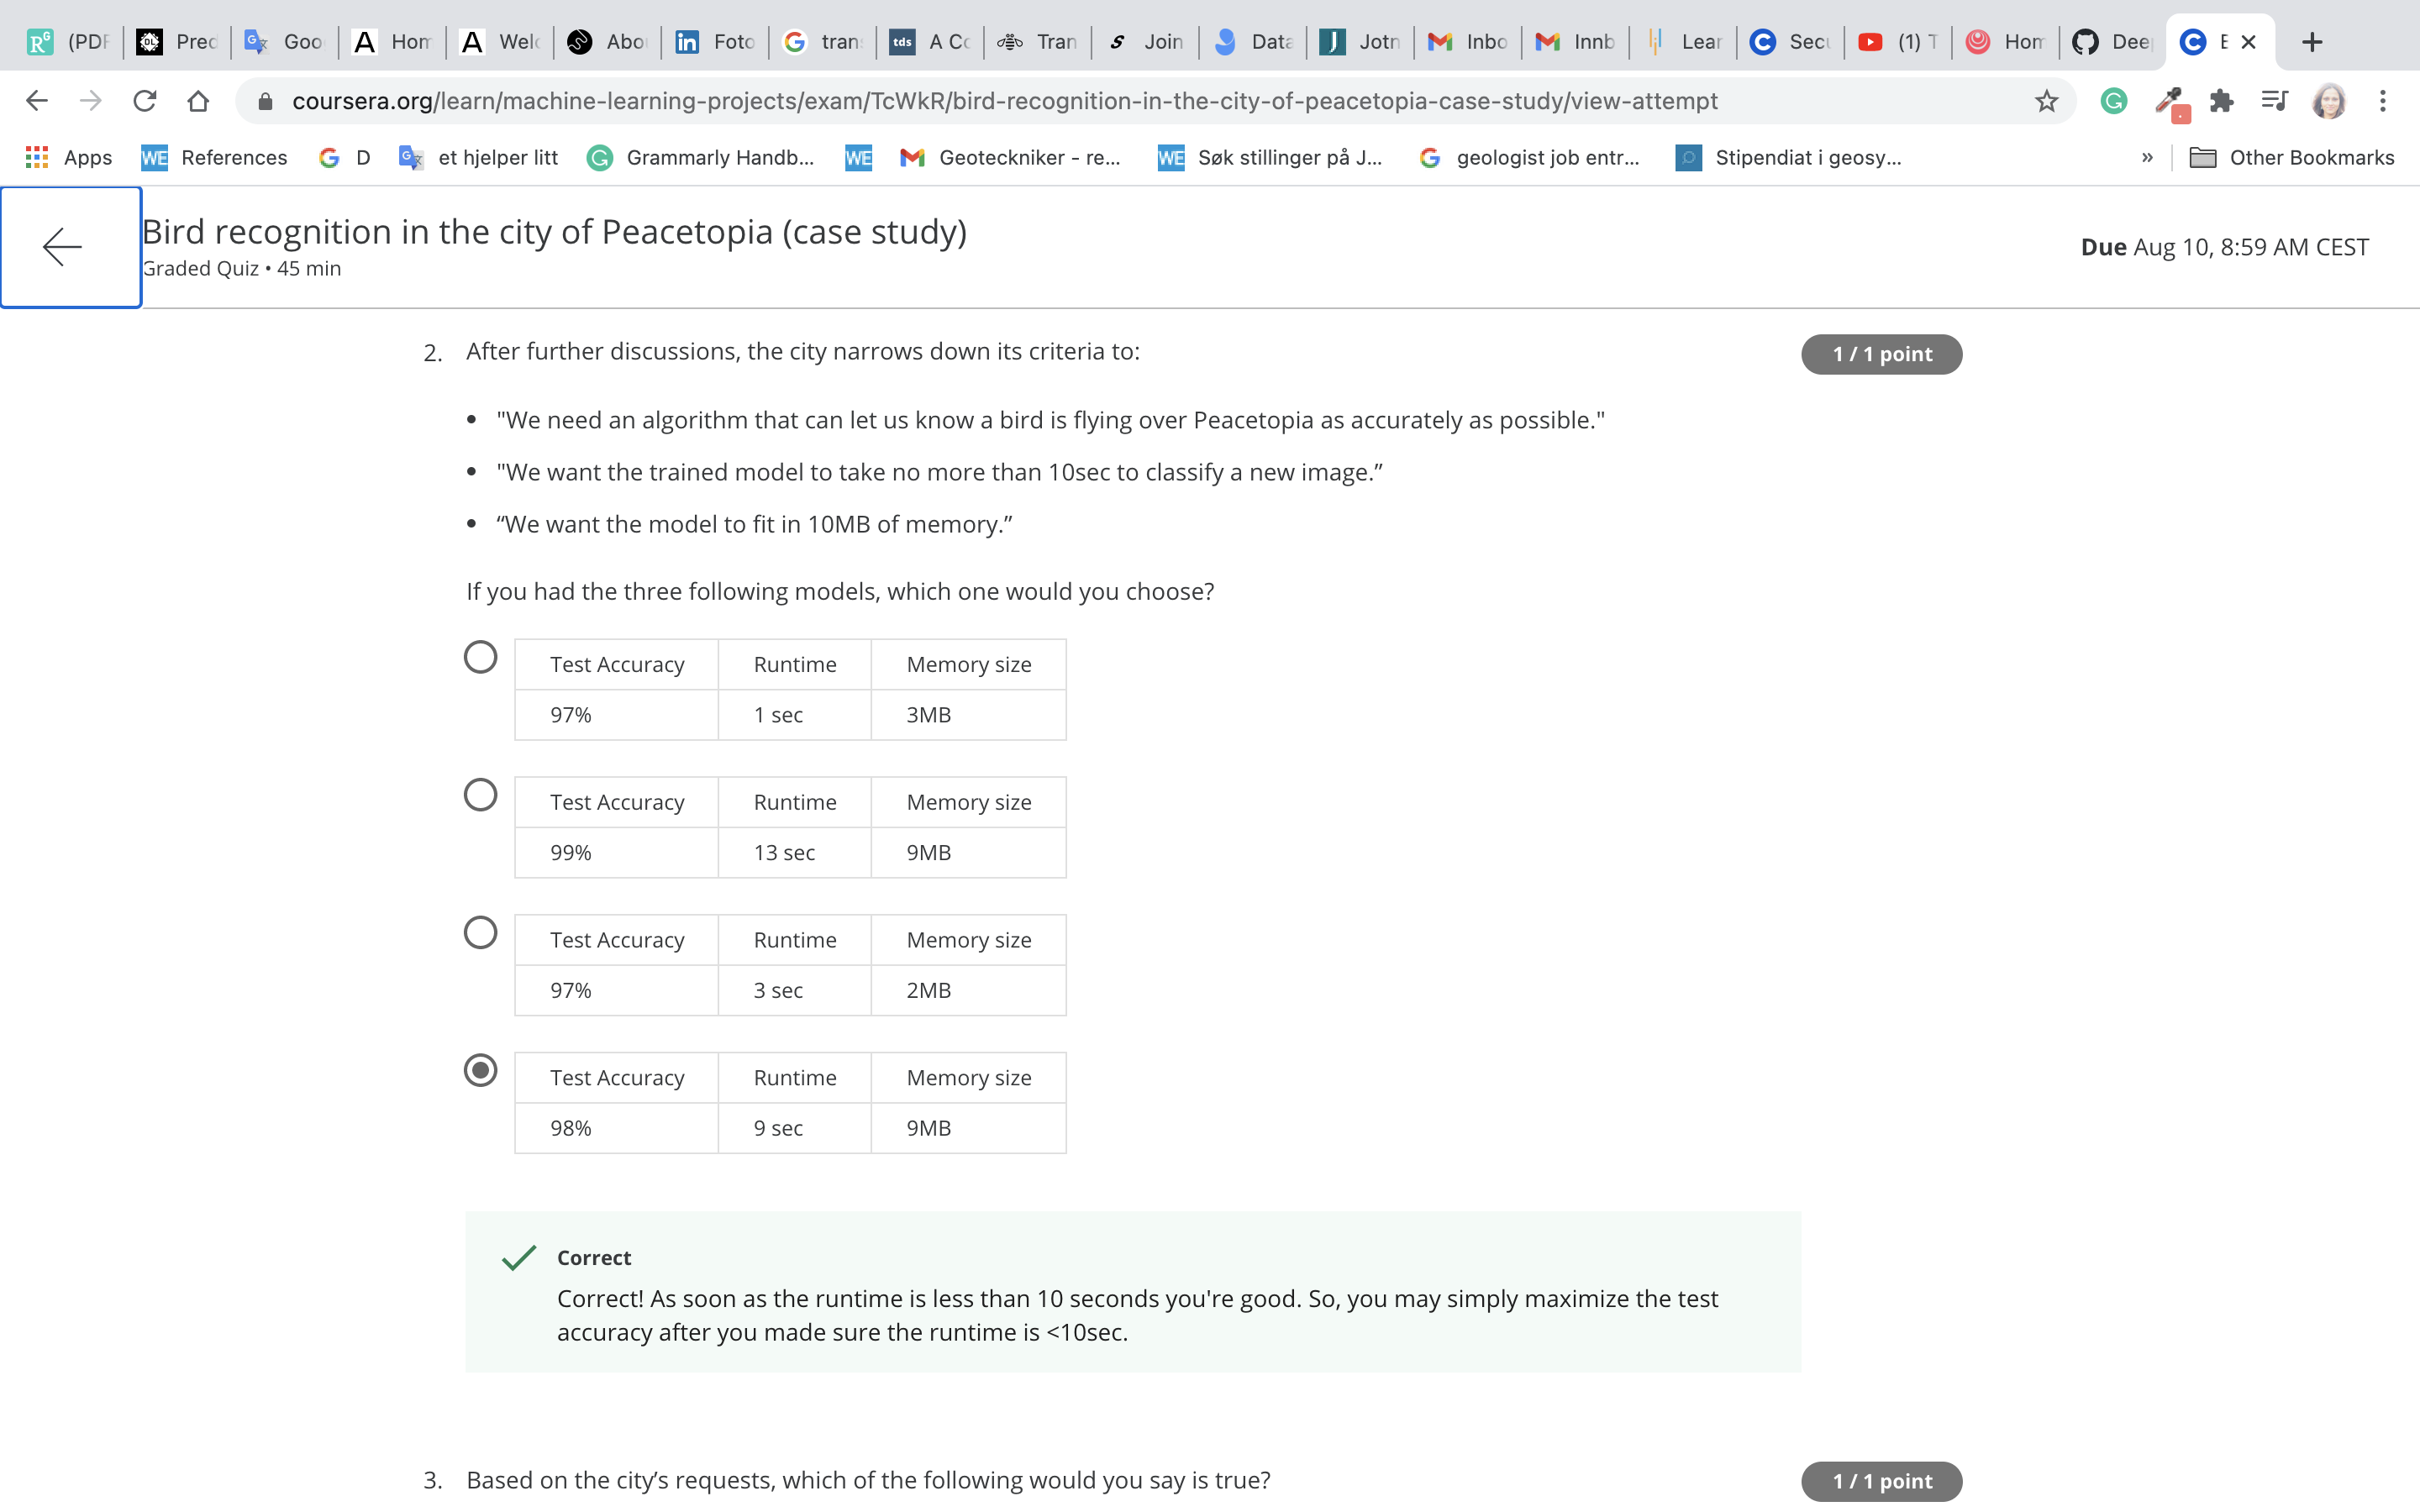 (PDF Pred Goo Hom Welc Abo Foto tran A Co Tran Join Data Jotn Inbo Innb Lear Secu (1) T Hom Deep E
coursera.org/learn/machine-learning-projects/exam/TcWkR/bird-recognition-in-the-city-of-peacetopia-case-study/view-attempt
Apps References D et hjelper litt Grammarly Handb... Geoteckniker - re... Søk stillinger på J... geologist job entr... Stipendiat i geosy... » Other Bookmarks
Bird recognition in the city of Peacetopia (case study)
Graded Quiz • 45 min
Due Aug 10, 8:59 AM CEST
2. After further discussions, the city narrows down its criteria to:
1 / 1 point
• "We need an algorithm that can let us know a bird is flying over Peacetopia as accurately as possible."
• "We want the trained model to take no more than 10sec to classify a new image.”
• “We want the model to fit in 10MB of memory.”
If you had the three following models, which one would you choose?
Test Accuracy Runtime Memory size
97% 1 sec 3MB
Test Accuracy Runtime Memory size
99% 13 sec 9MB
Test Accuracy Runtime Memory size
97% 3 sec 2MB
Test Accuracy Runtime Memory size
98% 9 sec 9MB
Correct
Correct! As soon as the runtime is less than 10 seconds you're good. So, you may simply maximize the test
accuracy after you made sure the runtime is <10sec.
3. Based on the city’s requests, which of the following would you say is true?
1 / 1 point